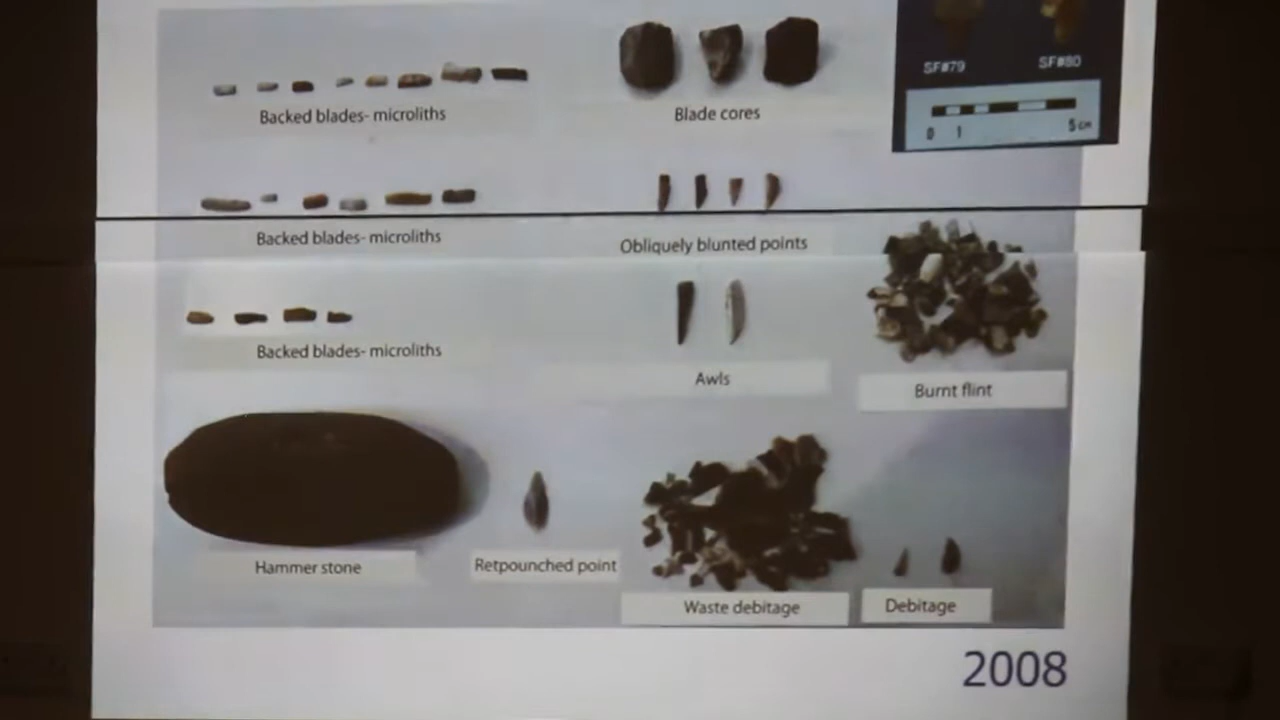 SF#79
SF#80
0 1 5 cm
Backed blades- microliths
Blade cores
Backed blades- microliths
Obliquely blunted points
Backed blades- microliths
Awls
Burnt flint
Hammer stone
Retpounched point
Waste debitage
Debitage
2008